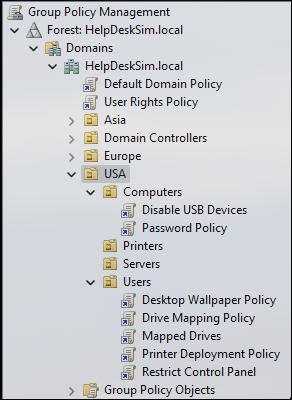 Group Policy Management
Forest: HelpDeskSim.local
Domains
HelpDeskSim.local
Default Domain Policy
User Rights Policy
Asia
Domain Controllers
Europe
USA
Computers
Disable USB Devices
Password Policy
Printers
Servers
Users
Desktop Wallpaper Policy
Drive Mapping Policy
Mapped Drives
Printer Deployment Policy
Restrict Control Panel
Group Policy Objects